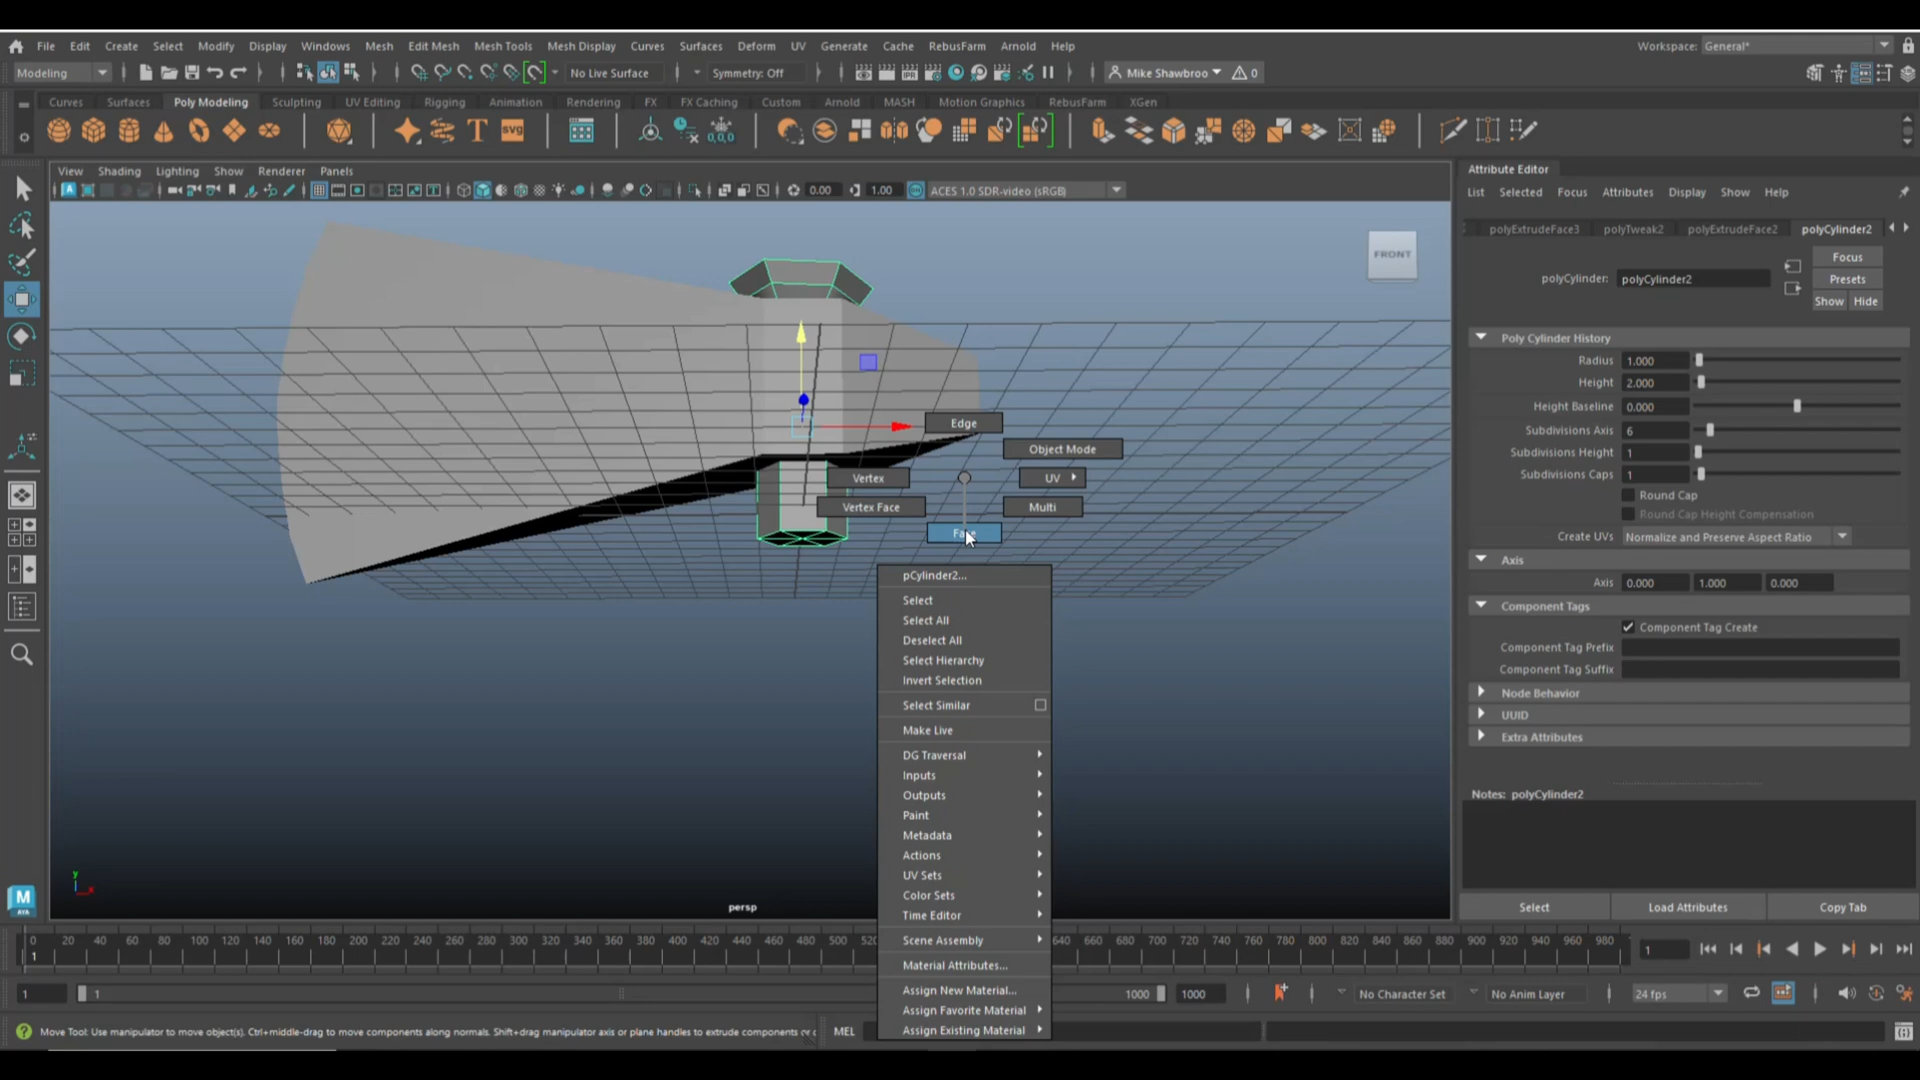 File Edit Create Select Modify Display Windows Mesh Edit Mesh Mesh Tools Mesh Display Curves Surfaces Deform UV Generate Cache RebusFarm Arnold Help Workspace: General*
Modeling No Live Surface Symmetry: Off IPR Mike Shawbroo 0
Curves Surfaces Poly Modeling Sculpting UV Editing Rigging Animation Rendering FX FX Caching Custom Arnold MASH Motion Graphics RebusFarm XGen
T SVG 0,0,0
View Shading Lighting Show Renderer Panels
0.00 1.00 ACES 1.0 SDR-video (sRGB)
FRONT
Edge
Object Mode
Vertex UV
Vertex Face Multi
pCylinder2...
Select
Select All
Deselect All
Select Hierarchy
Invert Selection
Select Similar
Make Live
DG Traversal
Inputs
Outputs
Paint
Metadata
Actions
UV Sets
Color Sets
Time Editor
Scene Assembly
Material Attributes...
Assign New Material...
Assign Favorite Material
Assign Existing Material
y
x
persp
Attribute Editor
List Selected Focus Attributes Display Show Help
polyExtrudeFace3 polyTweak2 polyExtrudeFace2 polyCylinder2
Focus
polyCylinder: polyCylinder2 Presets
Show Hide
Poly Cylinder History
Radius 1.000
Height 2.000
Height Baseline 0.000
Subdivisions Axis 6
Subdivisions Height 1
Subdivisions Caps 1
Round Cap
Round Cap Height Compensation
Create UVs Normalize and Preserve Aspect Ratio
Axis
Axis 0.000 1.000 0.000
Component Tags
Component Tag Create
Component Tag Prefix
Component Tag Suffix
Node Behavior
UUID
Extra Attributes
Notes: polyCylinder2
Select Load Attributes Copy Tab
M
AYA
0 20 40 60 80 100 120 140 160 180 200 220 240 260 280 300 320 340 360 380 400 420 440 460 480 500 520 640 660 680 700 720 740 760 780 800 820 840 860 880 900 920 940 960 980
1 1
1 1 1000 1000 No Character Set No Anim Layer 24 fps
Move Tool: Use manipulator to move object(s). Ctrl+middle-drag to move components along normals. Shift+drag manipulator axis or plane handles to extrude components MEL